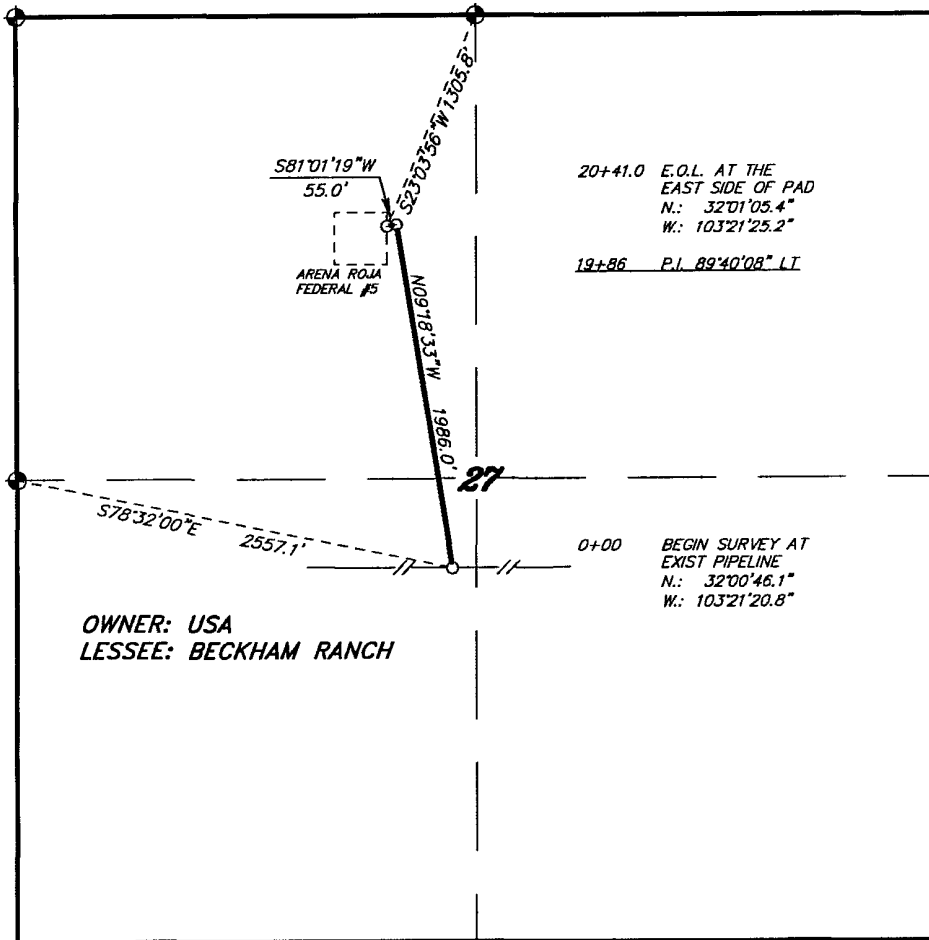 S23°03'56"W 1305.8'
S81°01'19"W
55.0'
20+41.0 E.O.L. AT THE
EAST SIDE OF PAD
N.: 32°01'05.4"
W.: 103°21'25.2"
19+86 P.I. 89°40'08" LT
ARENA ROJA
FEDERAL #5
N09°18'33"W 1986.0'
27
S78°32'00"E 2557.1'
0+00 BEGIN SURVEY AT
EXIST PIPELINE
N.: 32°00'46.1"
W.: 103°21'20.8"
OWNER: USA
LESSEE: BECKHAM RANCH